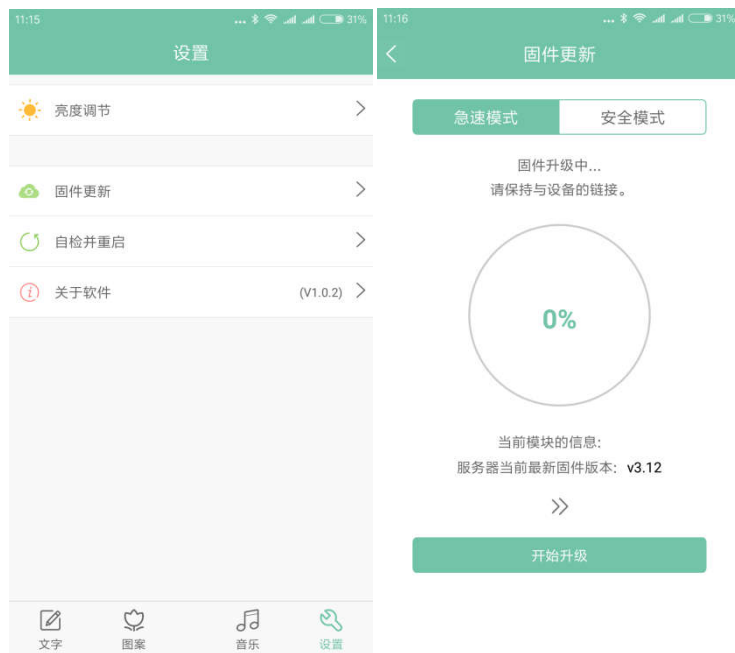 11:15
... 31%
设置
亮度调节
固件更新
自检并重启
关于软件 (V1.0.2)
文字 图案 音乐 设置
11:16
... 31%
固件更新
急速模式 安全模式
固件升级中...
请保持与设备的链接。
0%
当前模块的信息:
服务器当前最新固件版本: v3.12
开始升级